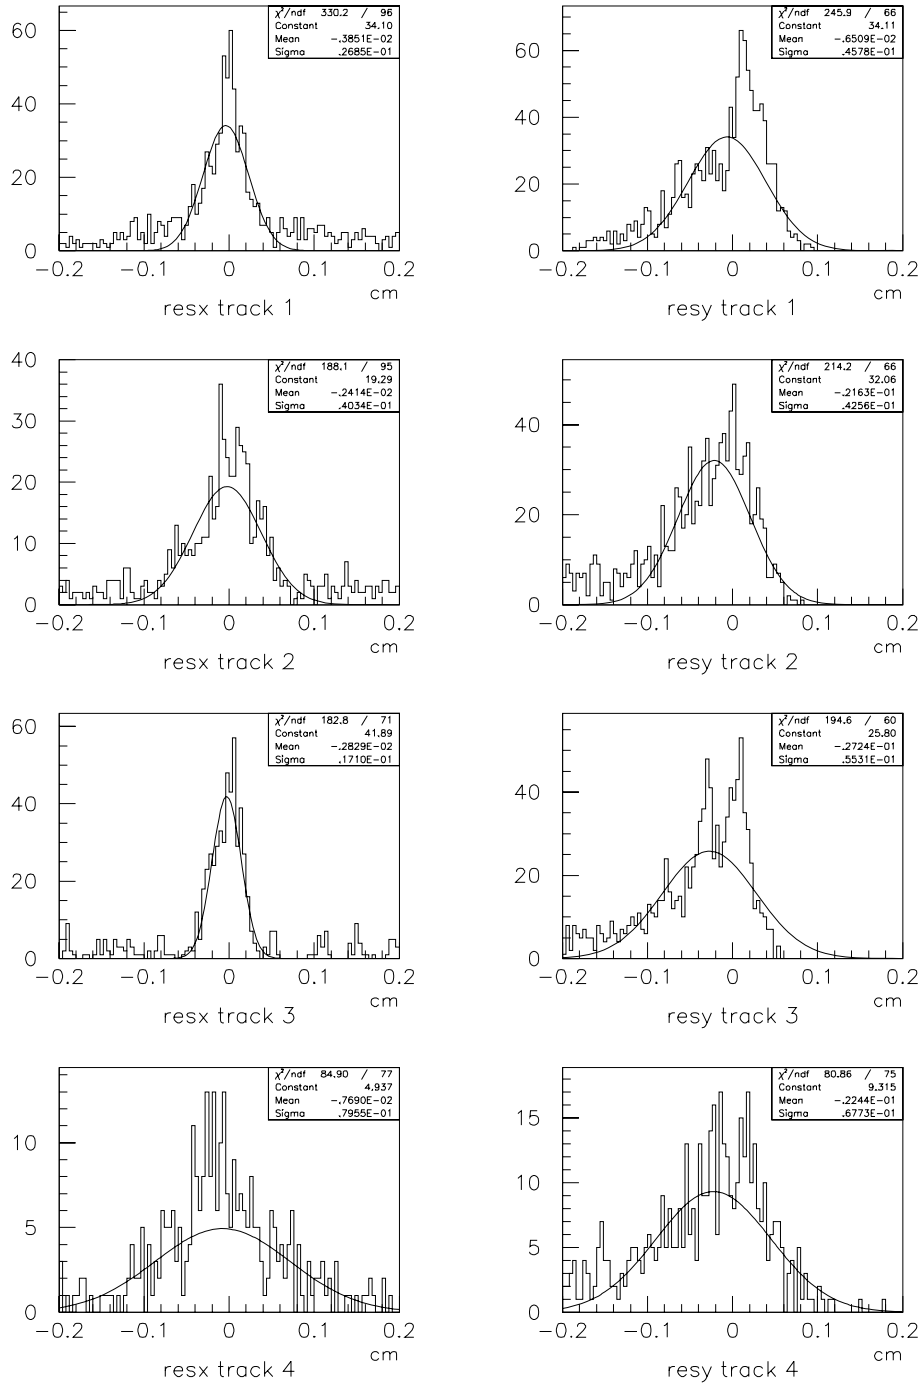 χ²/ndf 330.2 / 96
Constant 34.10
Mean -.3851E-02
Sigma .2685E-01
60
40
20
0
-0.2 -0.1 0 0.1 0.2
cm
resx track 1
χ²/ndf 245.9 / 66
Constant 34.11
Mean -.6509E-02
Sigma .4578E-01
60
40
20
0
-0.2 -0.1 0 0.1 0.2
cm
resy track 1
χ²/ndf 188.1 / 95
Constant 19.29
Mean -.2414E-02
Sigma .4034E-01
40
30
20
10
0
-0.2 -0.1 0 0.1 0.2
cm
resx track 2
χ²/ndf 214.2 / 66
Constant 32.06
Mean -.2163E-01
Sigma .4256E-01
40
20
0
-0.2 -0.1 0 0.1 0.2
cm
resy track 2
χ²/ndf 182.8 / 71
Constant 41.89
Mean -.2829E-02
Sigma .1710E-01
60
40
20
0
-0.2 -0.1 0 0.1 0.2
cm
resx track 3
χ²/ndf 194.6 / 60
Constant 25.80
Mean -.2724E-01
Sigma .5531E-01
40
20
0
-0.2 -0.1 0 0.1 0.2
cm
resy track 3
χ²/ndf 84.90 / 77
Constant 4.937
Mean -.7690E-02
Sigma .7955E-01
10
5
0
-0.2 -0.1 0 0.1 0.2
cm
resx track 4
χ²/ndf 80.86 / 75
Constant 9.315
Mean -.2244E-01
Sigma .6773E-01
15
10
5
0
-0.2 -0.1 0 0.1 0.2
cm
resy track 4